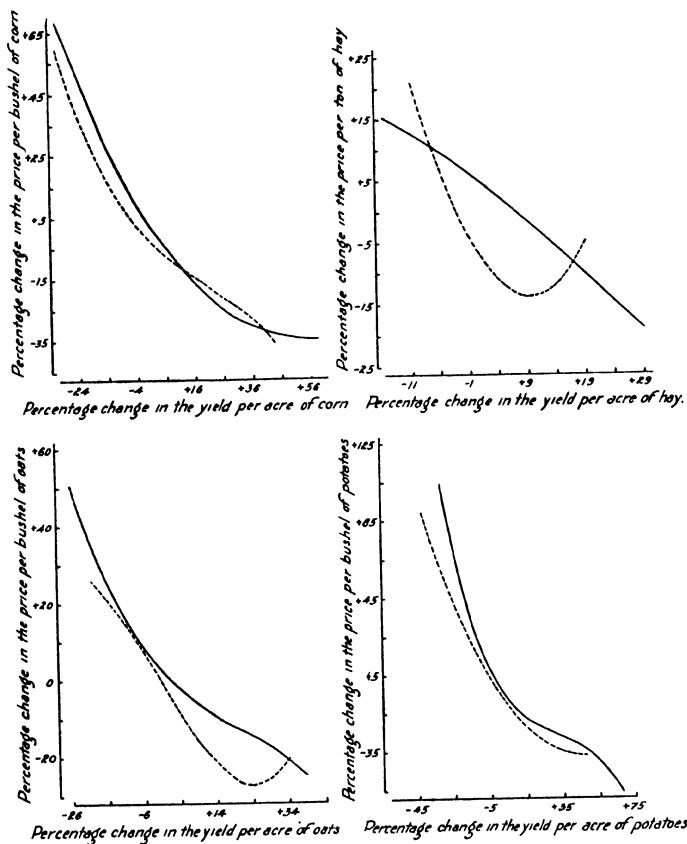 Percentage change in the price per bushel of corn
+65
+45
+25
+5
-15
-35
-24 -4 +16 +36 +56
Percentage change in the yield per acre of corn
Percentage change in the price per ton of hay
+25
+15
+5
-5
-15
-25
-11 -1 +9 +19 +29
Percentage change in the yield per acre of hay.
Percentage change in the price per bushel of oats
+60
+40
+20
0
-20
-26 -6 +14 +34
Percentage change in the yield per acre of oats
Percentage change in the price per bushel of potatoes
+125
+85
+45
+5
-35
-45 -5 +35 +75
Percentage change in the yield per acre of potatoes